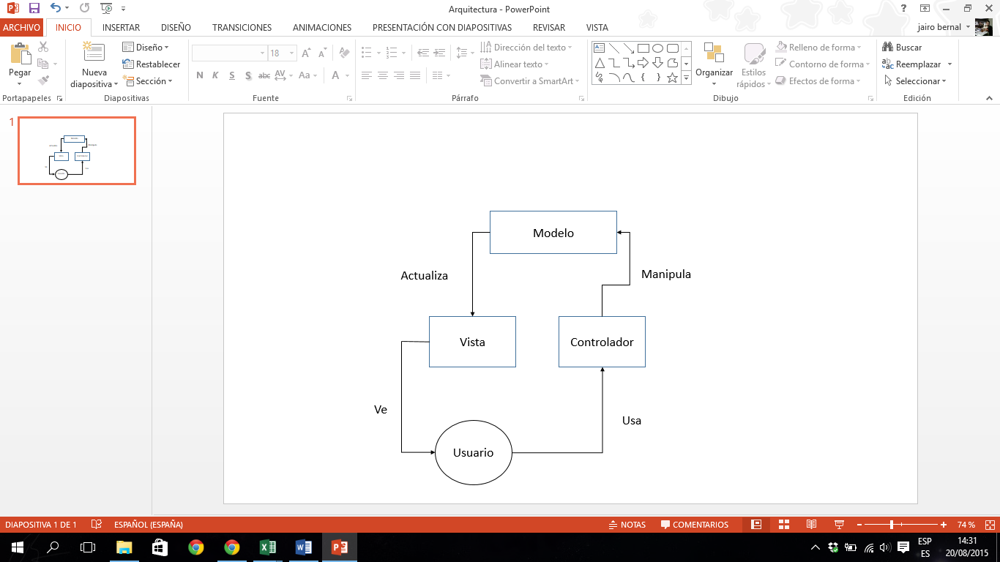 Arquitectura - PowerPoint
ARCHIVO INICIO INSERTAR DISEÑO TRANSICIONES ANIMACIONES PRESENTACIÓN CON DIAPOSITIVAS REVISAR VISTA jairo bernal
Pegar
Portapapeles
Nueva diapositiva
Diseño
Restablecer
Sección
Diapositivas
18
N K S S abc AV Aa A
Fuente
Dirección del texto
Alinear texto
Convertir a SmartArt
Párrafo
Organizar
Estilos rápidos
Relleno de forma
Contorno de forma
Efectos de forma
Dibujo
Buscar
Reemplazar
Seleccionar
Edición
1
Modelo
Actualiza
Manipula
Vista
Controlador
Ve
Usa
Usuario
DIAPOSITIVA 1 DE 1 ESPAÑOL (ESPAÑA) NOTAS COMENTARIOS 74 %
ESP
ES
14:31
20/08/2015